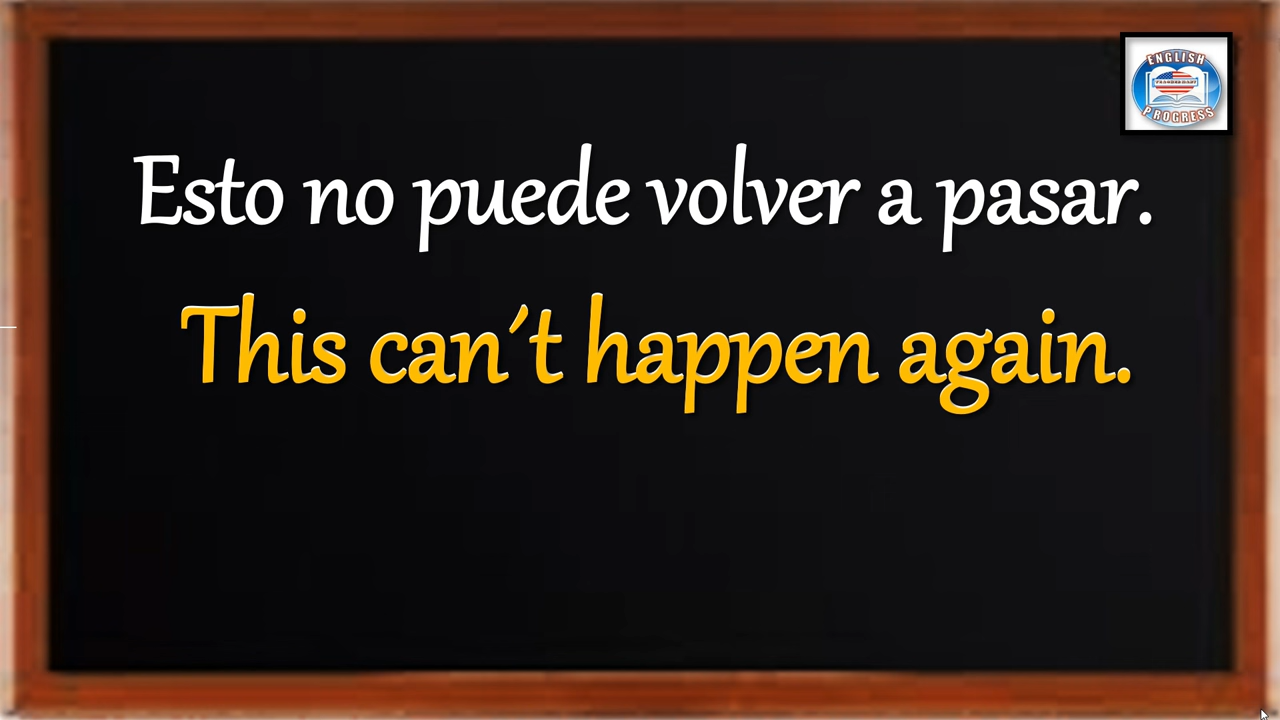 ENGLISH
PROGRESS
Esto no puede volver a pasar.
This can´t happen again.